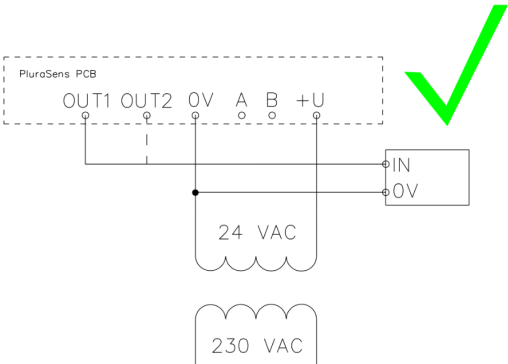 PluraSens PCB
OUT1 OUT2 0V A B +U
IN
0V
24 VAC
230 VAC